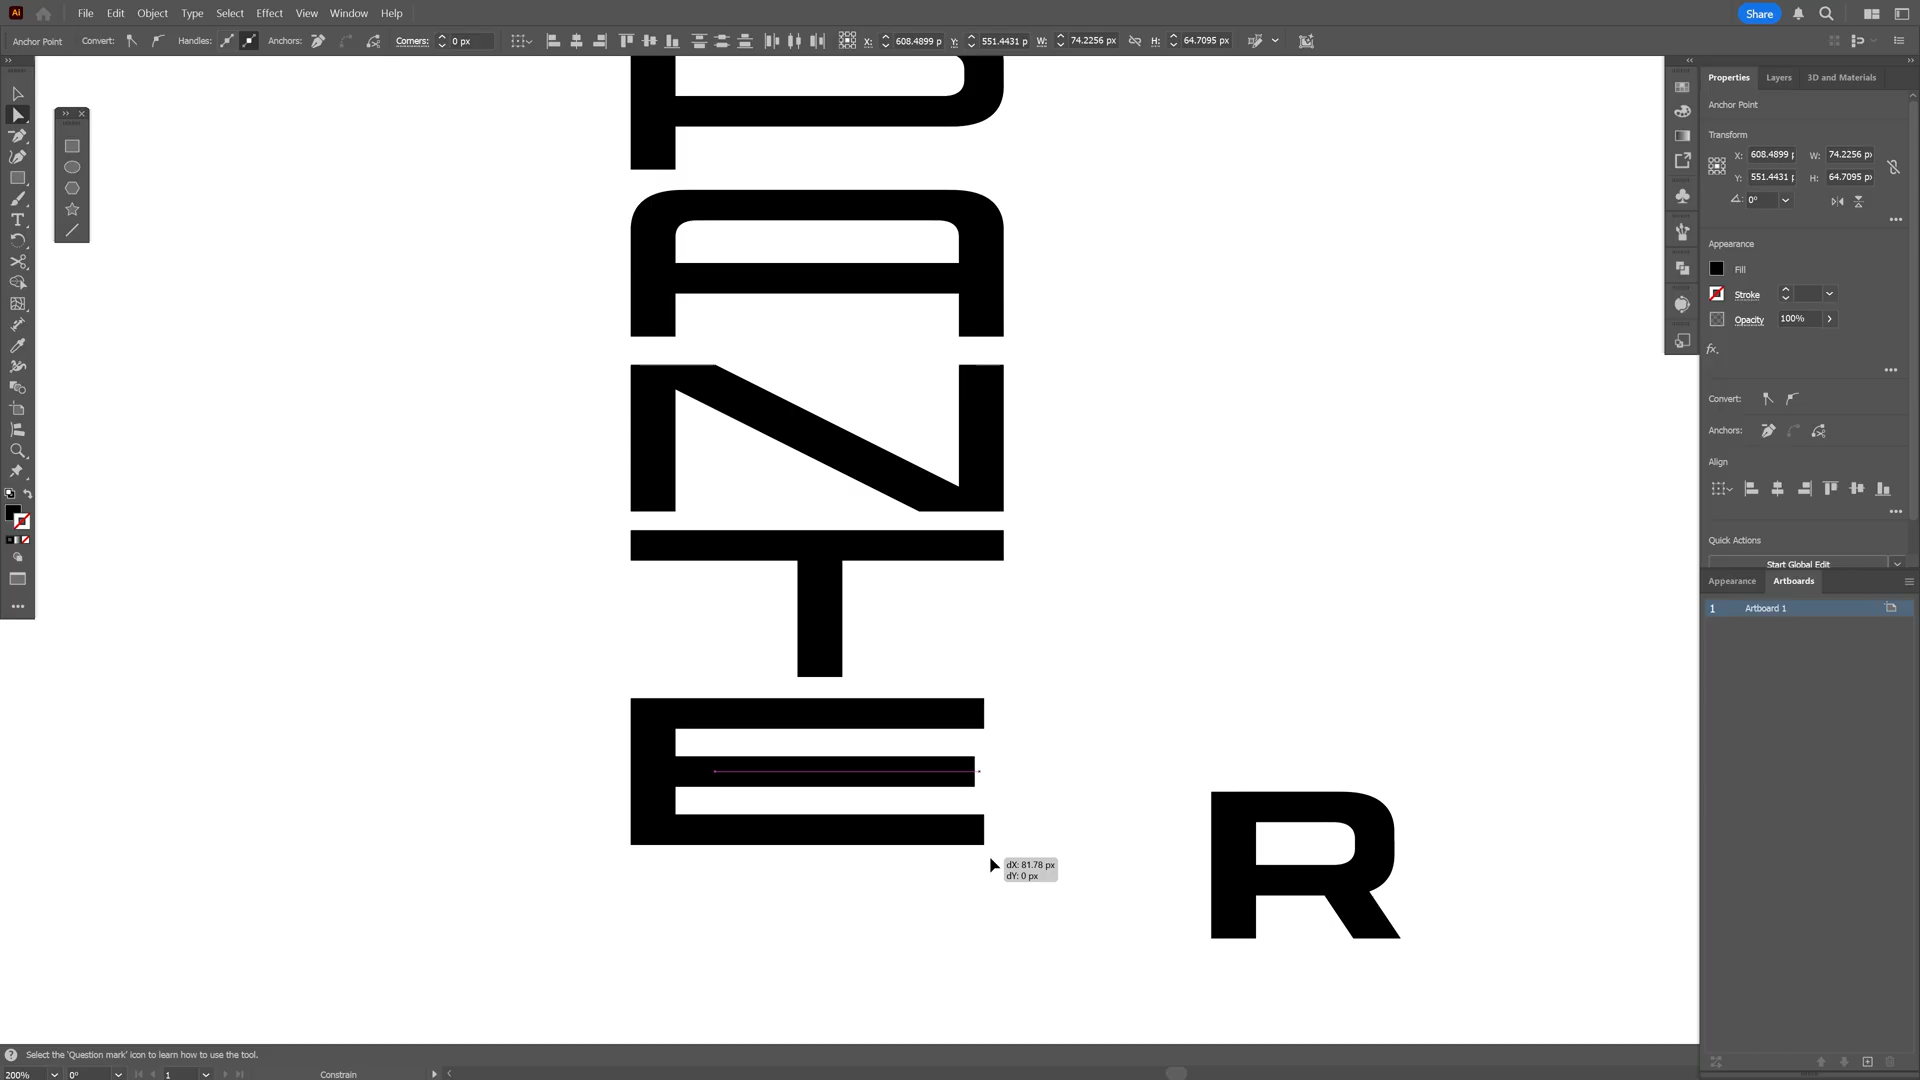 File Edit Object Type Select Effect View Window Help Share
Anchor Point Convert: Handles: Anchors: Corners: 0 px X: 608.4899 p Y: 551.4431 p W: 74.2256 px H: 64.7095 px
Properties Layers 3D and Materials
Anchor Point
Transform
X: 608.4899 W: 74.2256 px
Y: 551.4431 H: 64.7095 px
0°
Appearance
Fill
Stroke
Opacity 100%
fx.
Convert:
Anchors:
Align
Quick Actions
Start Global Edit
Appearance Artboards
1 Artboard 1
A
N
T
E
R
dX: 81.78 px
dY: 0 px
Select the 'Question mark' icon to learn how to use the tool.
200% 0° 1 Constrain